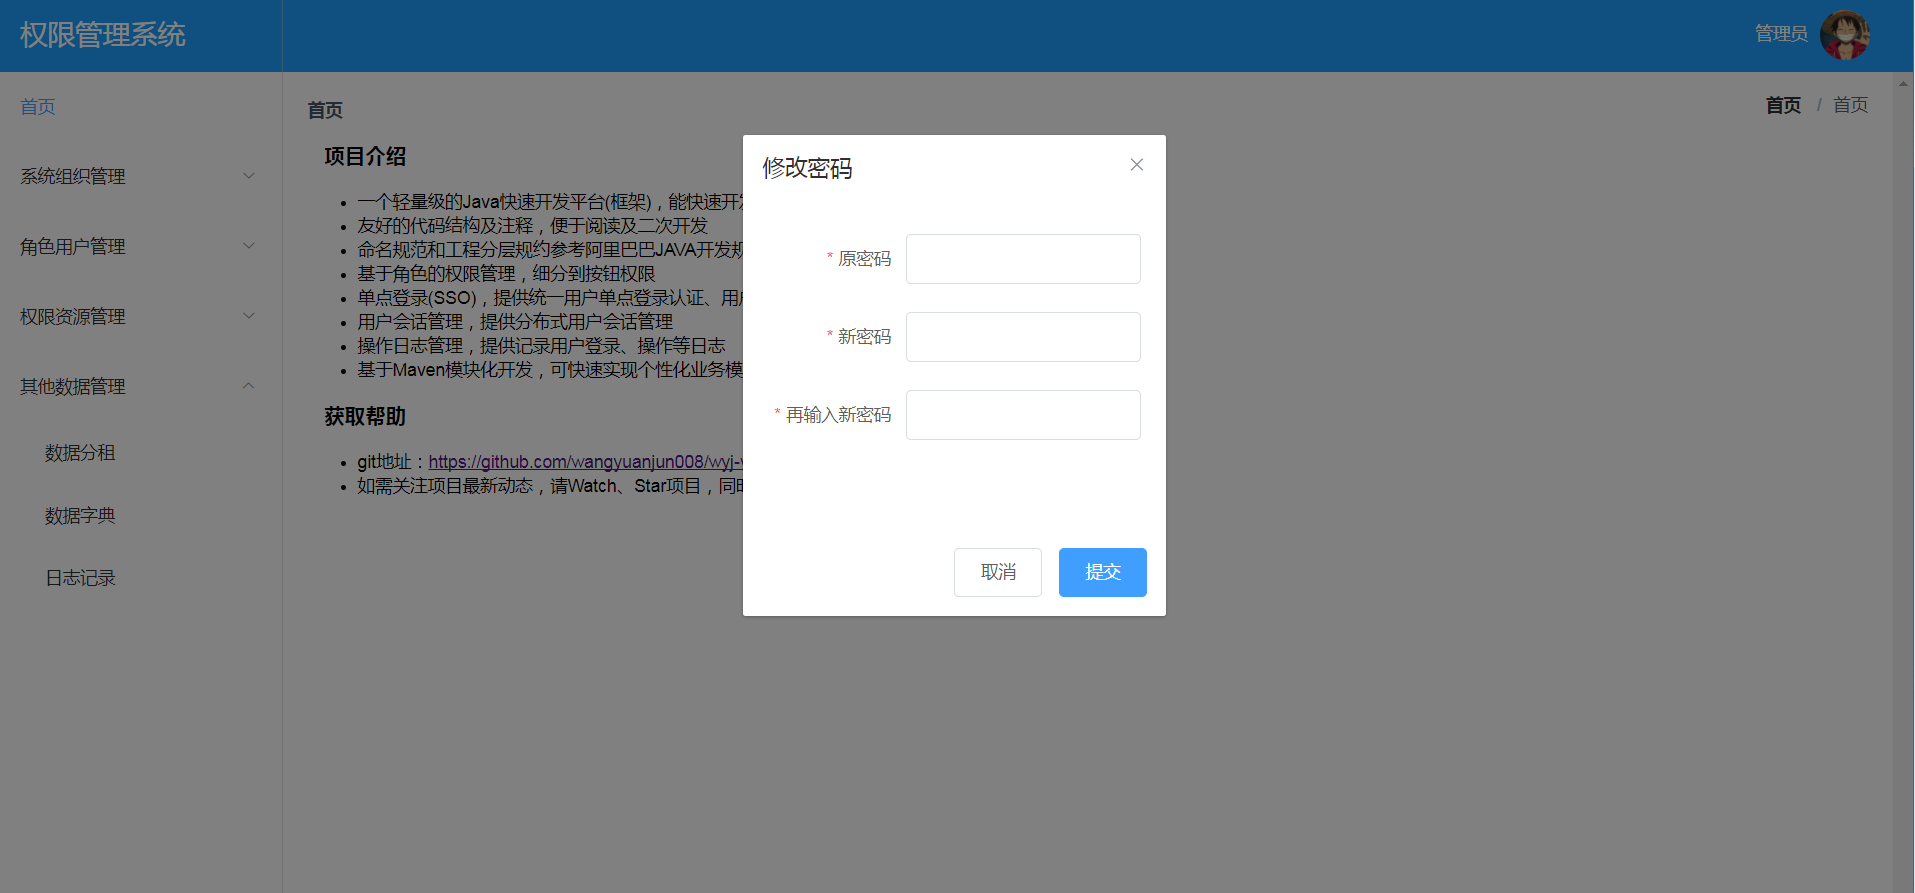 权限管理系统
管理员
首页
系统组织管理
角色用户管理
权限资源管理
其他数据管理
数据分租
数据字典
日志记录
首页
首页 / 首页
项目介绍
一个轻量级的Java快速开发平台(框架)，能快速开发
友好的代码结构及注释，便于阅读及二次开发
命名规范和工程分层规约参考阿里巴巴JAVA开发规
基于角色的权限管理，细分到按钮权限
单点登录(SSO)，提供统一用户单点登录认证、用户
用户会话管理，提供分布式用户会话管理
操作日志管理，提供记录用户登录、操作等日志
基于Maven模块化开发，可快速实现个性化业务模
获取帮助
git地址：https://github.com/wangyuanjun008/wyj-
如需关注项目最新动态，请Watch、Star项目，同时
修改密码
* 原密码
* 新密码
* 再输入新密码
取消
提交